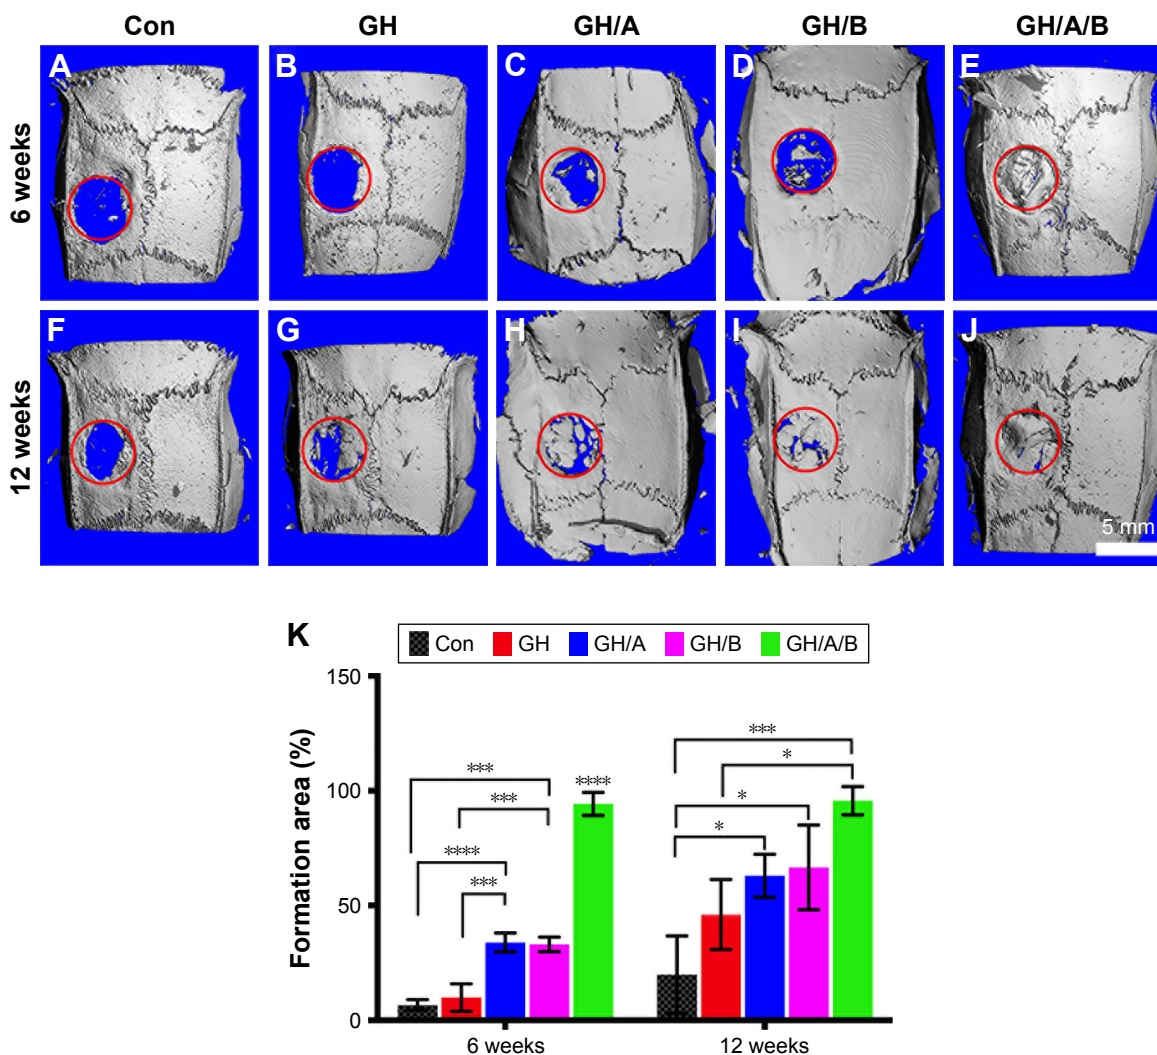 Con GH GH/A GH/B GH/A/B
6 weeks
A B C D E
12 weeks
F G H I J
5 mm
K
Con GH GH/A GH/B GH/A/B
Formation area (%)
150
100
50
0
***
***
****
***
****
***
*
*
*
6 weeks 12 weeks